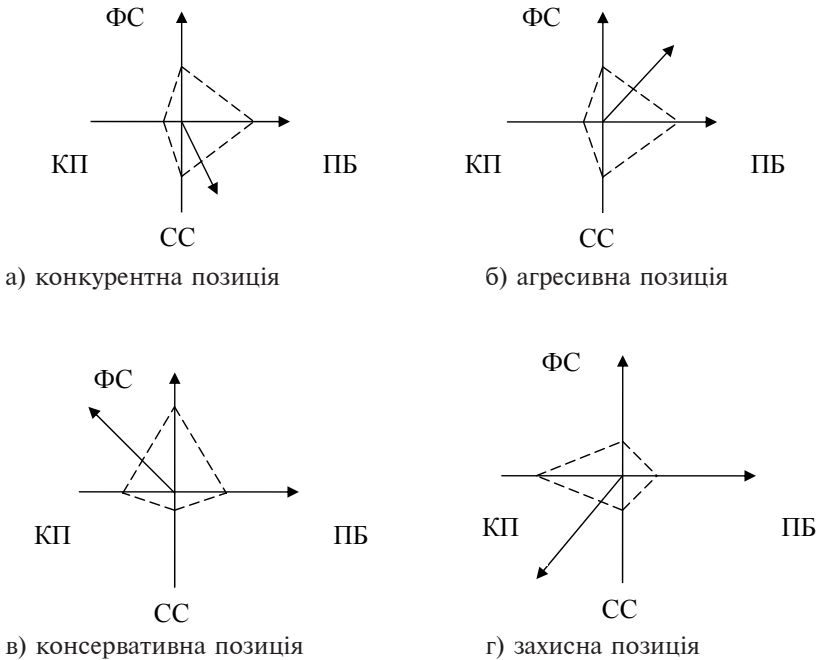 ФС
КП
ПБ
СС
а) конкурентна позиція
ФС
КП
ПБ
СС
б) агресивна позиція
ФС
КП
ПБ
СС
в) консервативна позиція
ФС
КП
ПБ
СС
г) захисна позиція